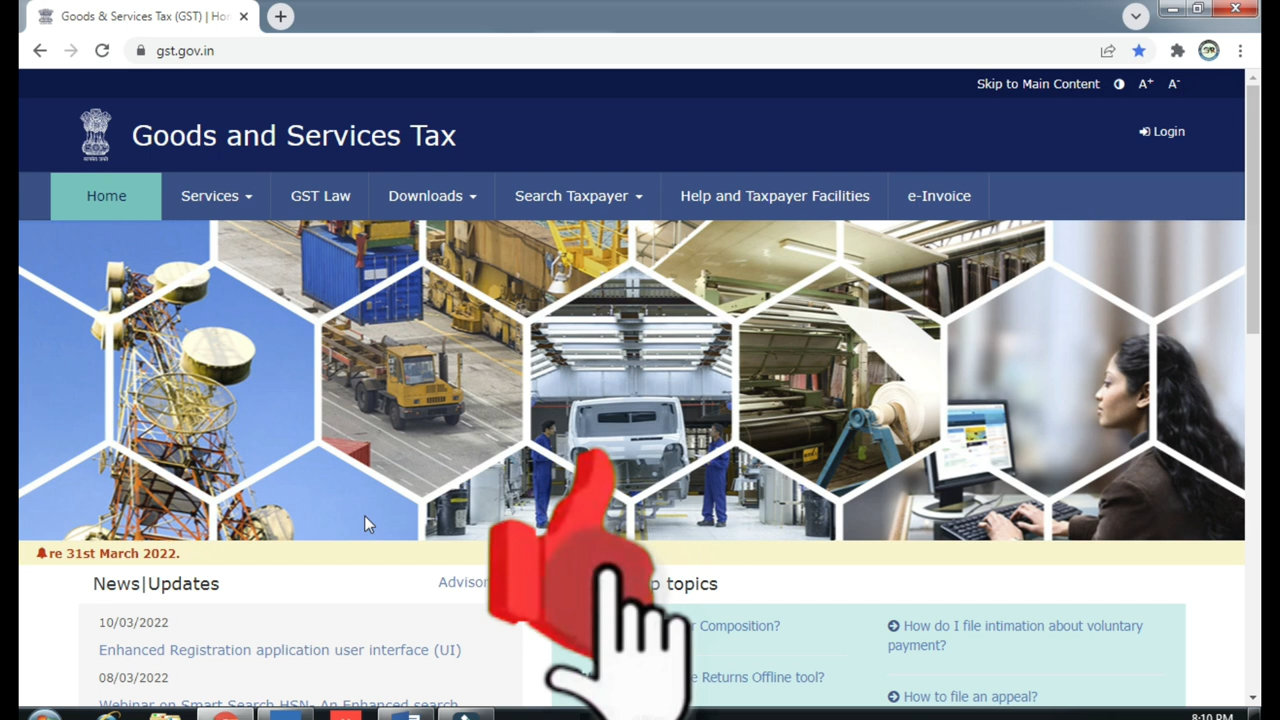 Goods & Services Tax (GST) | Ho
gst.gov.in
Skip to Main Content A+ A-
Goods and Services Tax
Login
Home Services GST Law Downloads Search Taxpayer Help and Taxpayer Facilities e-Invoice
re 31st March 2022.
News|Updates
Advisor
topics
10/03/2022
Composition?
How do I file intimation about voluntary
payment?
Enhanced Registration application user interface (UI)
08/03/2022
Returns Offline tool?
How to file an appeal?
Webinar on Smart Search HSN- An Enhanced search
8:10 PM